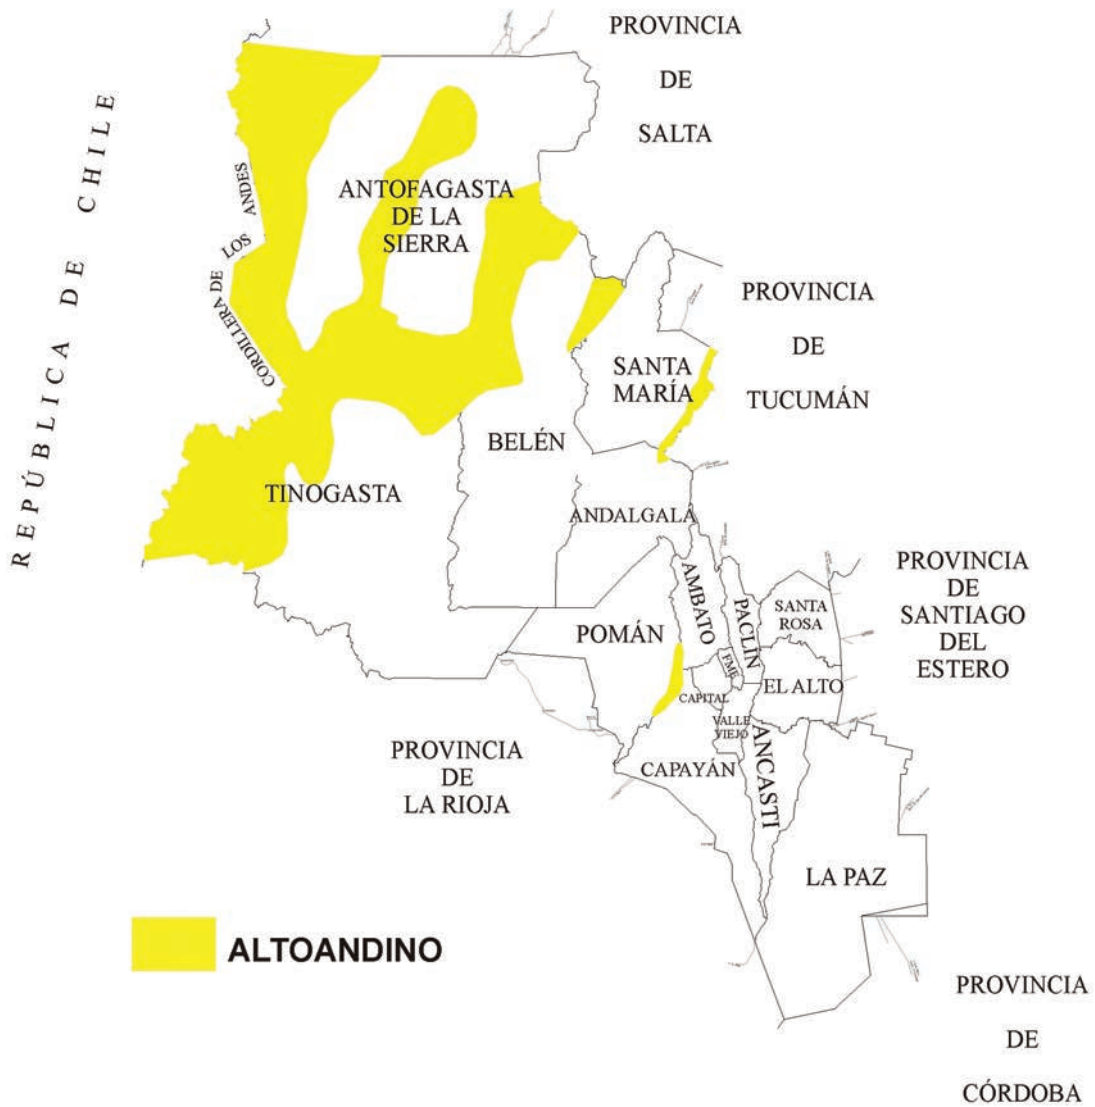 PROVINCIA
DE
SALTA
REPÚBLICA DE CHILE
CORDILLERA DE LOS ANDES
ANTOFAGASTA
DE LA
SIERRA
PROVINCIA
DE
TUCUMÁN
SANTA
MARÍA
BELÉN
TINOGASTA
ANDALGALÁ
AMBATO
PACLÍN
SANTA
ROSA
PROVINCIA
DE
SANTIAGO
DEL
ESTERO
POMÁN
FME
EL ALTO
CAPITAL
VALLE
VIEJO
ANCASTI
CAPAYÁN
PROVINCIA
DE
LA RIOJA
LA PAZ
ALTOANDINO
PROVINCIA
DE
CÓRDOBA